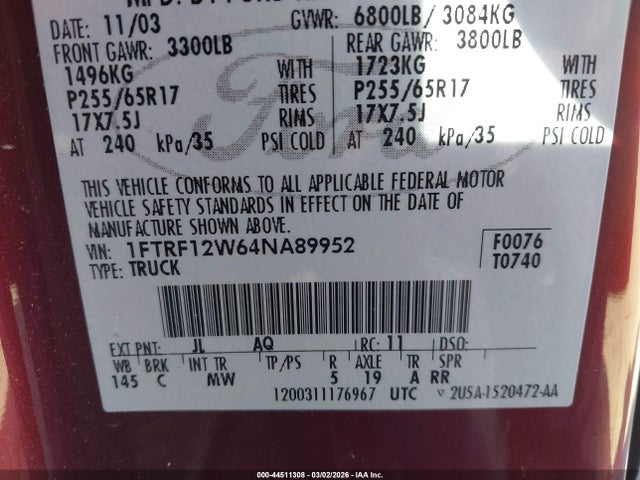 DATE: 11/03 GVWR: 6800LB/ 3084KG
FRONT GAWR: 3300LB REAR GAWR: 3800LB
1496KG WITH 1723KG WITH
P255/65R17 TIRES P255/65R17 TIRES
17X7.5J RIMS 17X7.5J RIMS
AT 240 kPa/35 PSI COLD AT 240 kPa/35 PSI COLD
Ford
THIS VEHICLE CONFORMS TO ALL APPLICABLE FEDERAL MOTOR
VEHICLE SAFETY STANDARDS IN EFFECT ON THE DATE OF
MANUFACTURE SHOWN ABOVE.
VIN: 1FTRF12W64NA89952 F0076
TYPE: TRUCK T0740
EXT PNT: JL AQ RC: 11 DSO:
WB BRK INT TR TP/PS R AXLE TR SPR
145 C MW 5 19 A RR
1200311176967 UTC ▽ 2U5A-1520472-AA
000-44511308 - 03/02/2026 - IAA Inc.